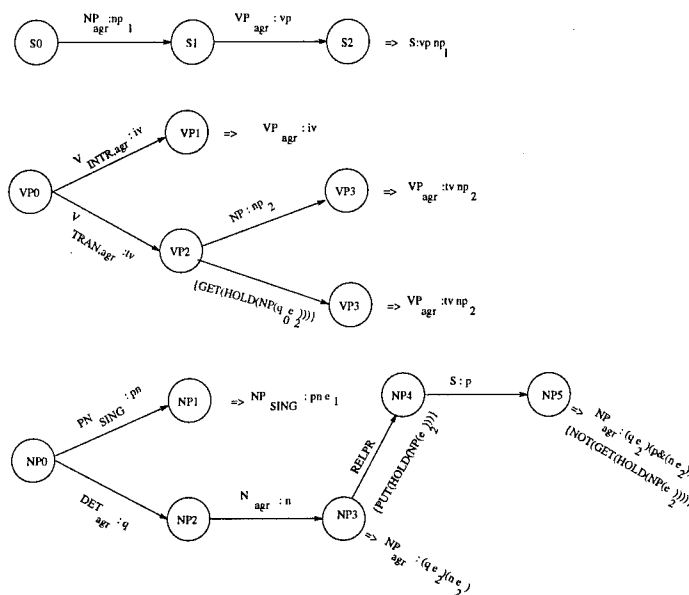 S0
NP agr : np 1
S1
VP agr : vp
S2
=> S:vp np 1
VP0
V INTR,agr : iv
VP1
=> VP agr : iv
V TRAN,agr : tv
VP2
NP : np 2
VP3
=> VP agr : tv np 2
{GET(HOLD(NP(q 0 e 2)))}
VP3
=> VP agr : tv np 2
NP0
PN SING : pn
NP1
=> NP SING : pn e 1
DET agr : q
NP2
N agr : n
NP3
=> NP agr : (q e 2)(n e 2)
RELPR
{PUT(HOLD(NP(e 2)))}
NP4
S : p
NP5
=> NP agr : (q e 2)(p&(n e 2)
{NOT(GET(HOLD(NP(e 2))))}